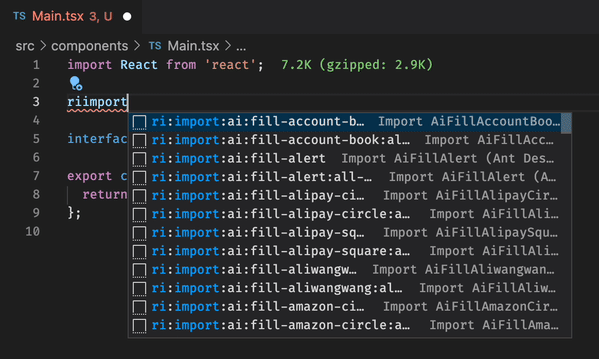 TS Main.tsx 3, U
src > components > TS Main.tsx > ...
1 import React from 'react'; 7.2K (gzipped: 2.9K)
2
3 riimport
4 ri:import:ai:fill-account-b… Import AiFillAccountBoo…
ri:import:ai:fill-account-book:al… Import AiFillAcc…
5 interfac
ri:import:ai:fill-alert Import AiFillAlert (Ant Des…
6 ri:import:ai:fill-alert:all-… Import AiFillAlert (A…
7 export c ri:import:ai:fill-alipay-ci… Import AiFillAlipayCir…
8 return ri:import:ai:fill-alipay-circle:a… Import AiFillAli…
9 }; ri:import:ai:fill-alipay-sq… Import AiFillAlipaySqu…
10 ri:import:ai:fill-alipay-square:a… Import AiFillAli…
ri:import:ai:fill-aliwangw… Import AiFillAliwangwan…
ri:import:ai:fill-aliwangwang:al… Import AiFillAliw…
ri:import:ai:fill-amazon-ci… Import AiFillAmazonCir…
ri:import:ai:fill-amazon-circle:a… Import AiFillAma…